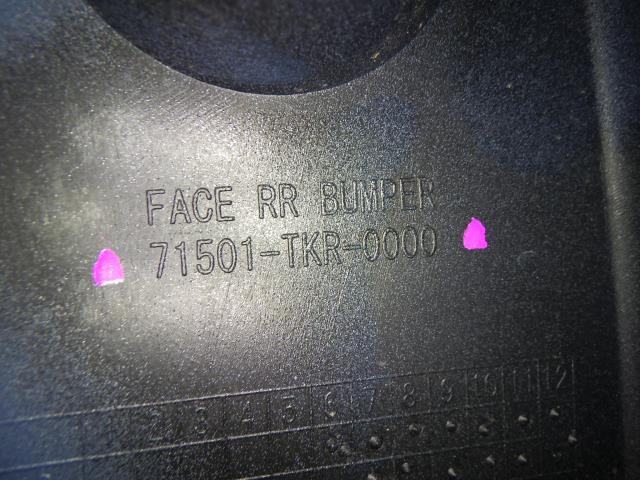 FACE RR BUMPER
71501-TKR-0000
2 3 4 5 6 7 8 9 10 11 12